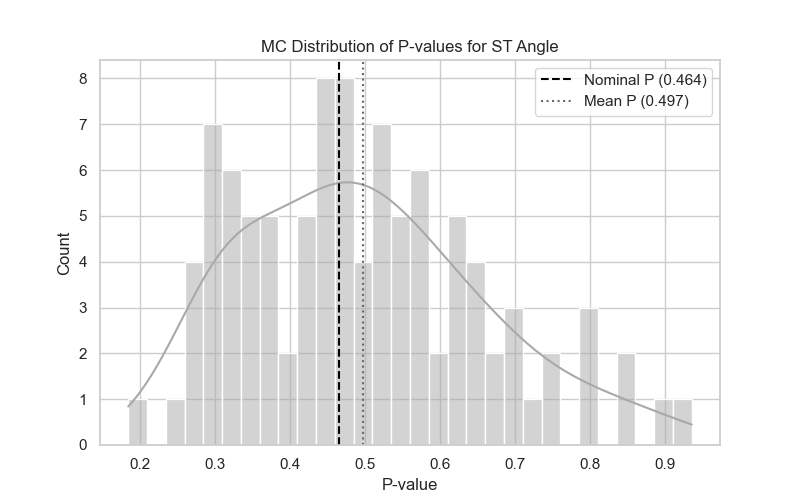 MC Distribution of P-values for ST Angle
Nominal P (0.464)
Mean P (0.497)
Count
8
7
6
5
4
3
2
1
0
0.2 0.3 0.4 0.5 0.6 0.7 0.8 0.9
P-value